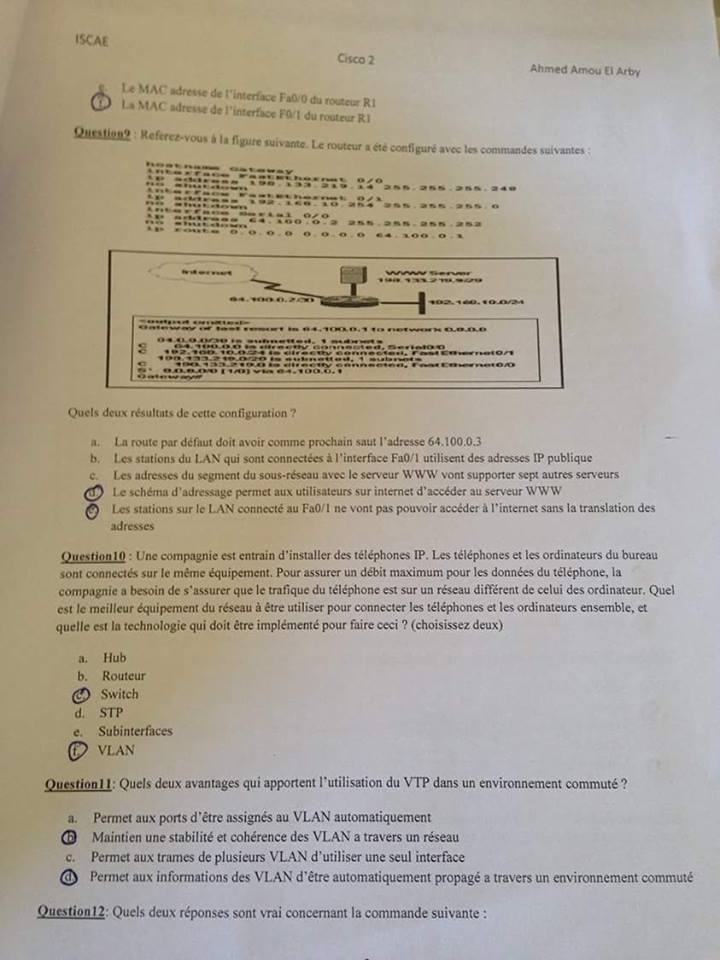 ISCAE
Cisco 2
Ahmed Amou El Arby
Le MAC adresse de l'interface Fa0/0 du routeur R1
La MAC adresse de l'interface F0/1 du routeur R1
Question9 : Referez-vous à la figure suivante. Le routeur a été configuré avec les commandes suivantes :
hostname Gateway
interface FastEthernet 0/0
ip address 198.133.219.14 255.255.255.248
no shutdown
interface FastEthernet 0/1
ip address 192.168.10.254 255.255.255.0
no shutdown
interface Serial 0/0
ip address 64.100.0.2 255.255.255.252
no shutdown
ip route 0.0.0.0 0.0.0.0 64.100.0.1
Internet
WWW Server
198.133.219.9/29
64.100.0.2/30
192.168.10.0/24
<output omitted>
Gateway of last resort is 64.100.0.1 to network 0.0.0.0
is subnetted, 1 subnets
C 64.100.0.0 is directly connected, Serial0/0
C 192.168.10.0/24 is directly connected, FastEthernet0/1
is subnetted, 1 subnets
C is directly connected, FastEthernet0/0
S* 0.0.0.0/0 [1/0] via 64.100.0.1
Gateway#
Quels deux résultats de cette configuration ?
a. La route par défaut doit avoir comme prochain saut l'adresse 64.100.0.3
b. Les stations du LAN qui sont connectées à l'interface Fa0/1 utilisent des adresses IP publique
c. Les adresses du segment du sous-réseau avec le serveur WWW vont supporter sept autres serveurs
d. Le schéma d'adressage permet aux utilisateurs sur internet d'accéder au serveur WWW
e. Les stations sur le LAN connecté au Fa0/1 ne vont pas pouvoir accéder à l'internet sans la translation des
adresses
Question10 : Une compagnie est entrain d'installer des téléphones IP. Les téléphones et les ordinateurs du bureau
sont connectés sur le même équipement. Pour assurer un débit maximum pour les données du téléphone, la
compagnie a besoin de s'assurer que le trafique du téléphone est sur un réseau différent de celui des ordinateur. Quel
est le meilleur équipement du réseau à être utiliser pour connecter les téléphones et les ordinateurs ensemble, et
quelle est la technologie qui doit être implémenté pour faire ceci ? (choisissez deux)
a. Hub
b. Routeur
c. Switch
d. STP
e. Subinterfaces
f. VLAN
Question11: Quels deux avantages qui apportent l'utilisation du VTP dans un environnement commuté ?
a. Permet aux ports d'être assignés au VLAN automatiquement
b. Maintien une stabilité et cohérence des VLAN a travers un réseau
c. Permet aux trames de plusieurs VLAN d'utiliser une seul interface
d. Permet aux informations des VLAN d'être automatiquement propagé a travers un environnement commuté
Question12: Quels deux réponses sont vrai concernant la commande suivante :